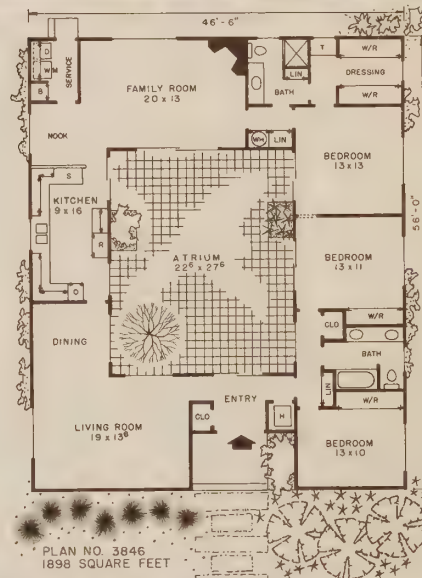 46'-6"
D
W M
B
SERVICE
FAMILY ROOM
20 x 13
LIN
BATH
T
W/R
DRESSING
W/R
NOOK
WH
LIN
BEDROOM
13 x 13
56'-0"
S
KITCHEN
9 x 16
R
O
ATRIUM
22⁶ x 27⁶
BEDROOM
13 x 11
DINING
CLO
W/R
BATH
LIN
W/R
LIVING ROOM
19 x 13⁶
CLO
ENTRY
H
BEDROOM
13 x 10
PLAN NO. 3846
1898 SQUARE FEET